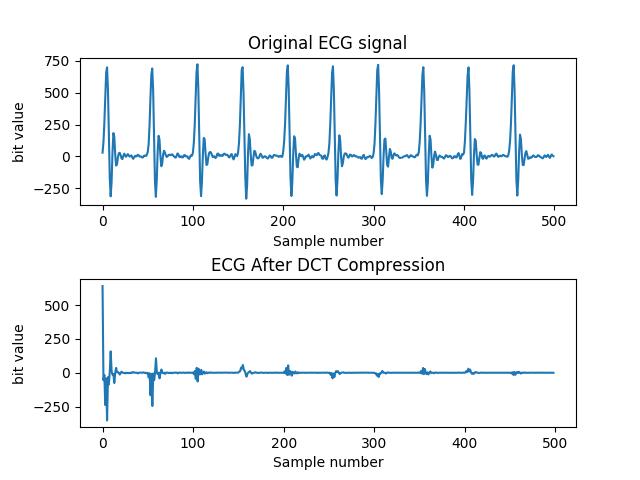 Original ECG signal
750
500
250
0
−250
bit value
0 100 200 300 400 500
Sample number
ECG After DCT Compression
500
250
0
−250
bit value
0 100 200 300 400 500
Sample number